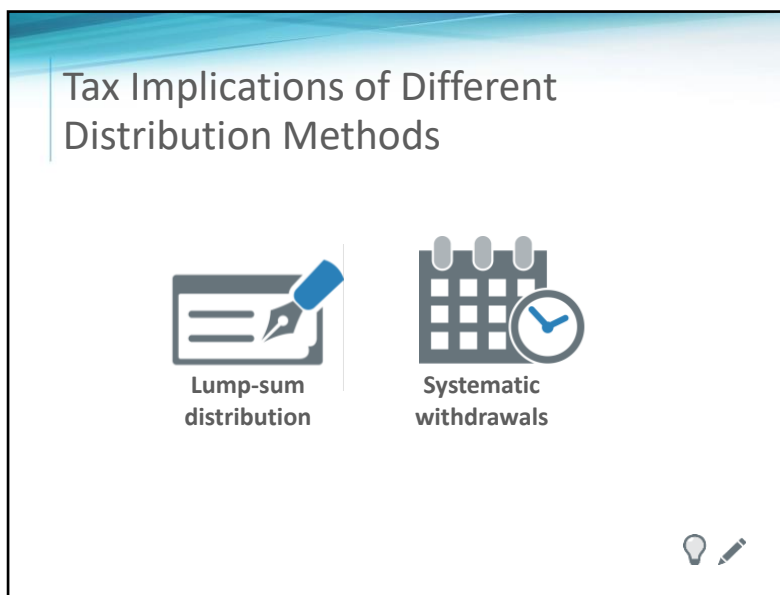 Tax Implications of Different
Distribution Methods
Lump-sum
distribution
Systematic
withdrawals